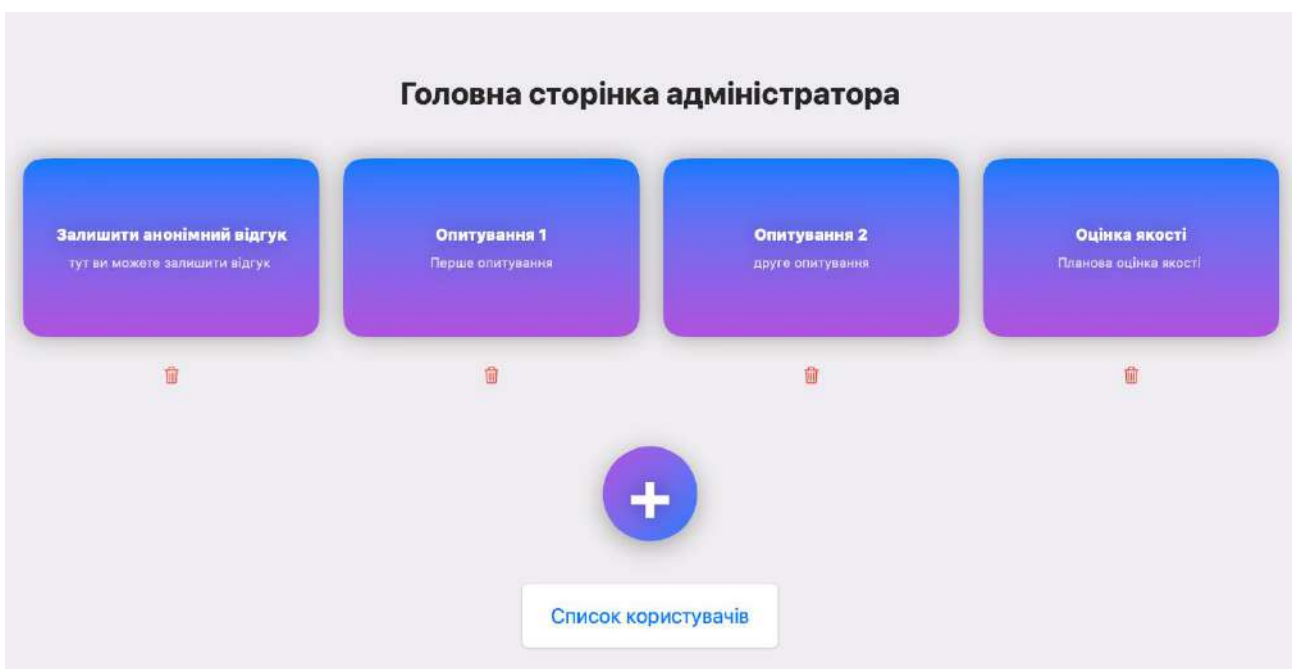 Головна сторінка адміністратора
Залишити анонімний відгук
тут ви можете залишити відгук
Опитування 1
Перше опитування
Опитування 2
друге опитування
Оцінка якості
Планова оцінка якості
+
Список користувачів